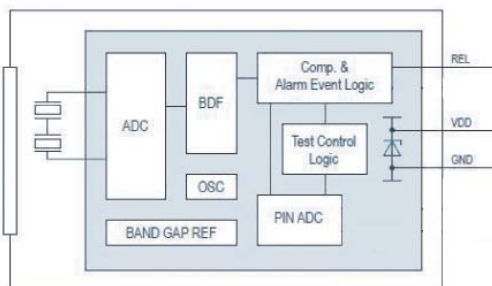 REL
Comp. &
Alarm Event Logic
BDF
ADC
VDD
Test Control
Logic
GND
OSC
PIN ADC
BAND GAP REF